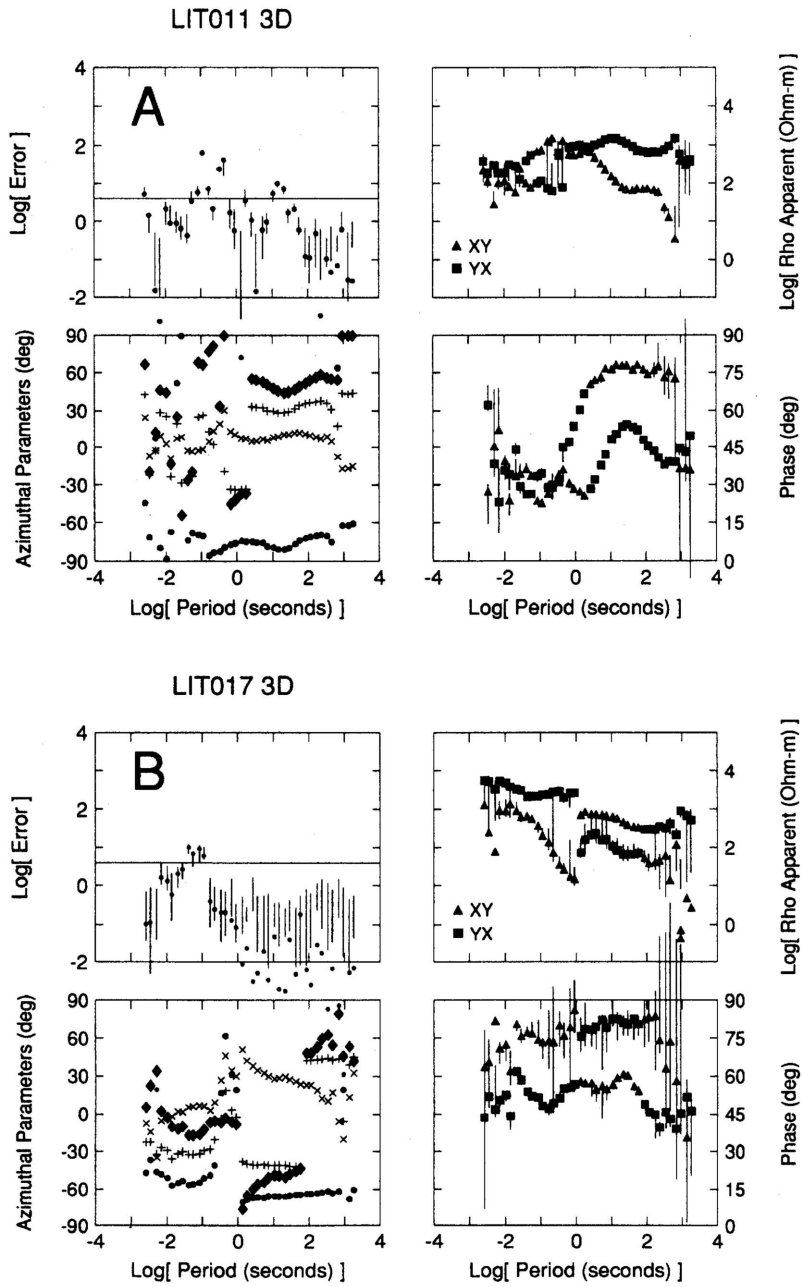 LIT011 3D
A
Log[ Error ]
4
2
0
-2
Log[ Rho Apparent (Ohm-m) ]
4
2
0
XY
YX
Azimuthal Parameters (deg)
90
60
30
0
-30
-60
-90
-4 -2 0 2 4
Log[ Period (seconds) ]
Phase (deg)
90
75
60
45
30
15
0
-4 -2 0 2 4
Log[ Period (seconds) ]
LIT017 3D
B
Log[ Error ]
4
2
0
-2
Log[ Rho Apparent (Ohm-m) ]
4
2
0
XY
YX
Azimuthal Parameters (deg)
90
60
30
0
-30
-60
-90
-4 -2 0 2 4
Log[ Period (seconds) ]
Phase (deg)
90
75
60
45
30
15
0
-4 -2 0 2 4
Log[ Period (seconds) ]